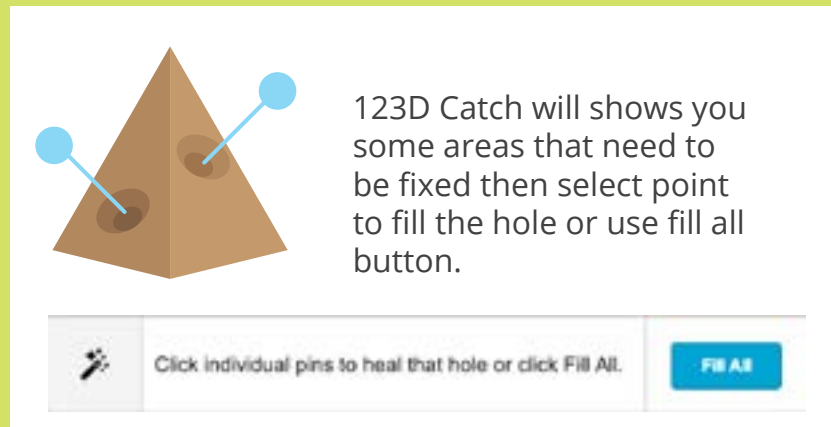 123D Catch will shows you
some areas that need to
be fixed then select point
to fill the hole or use fill all
button.
Click individual pins to heal that hole or click Fill All.
Fill All